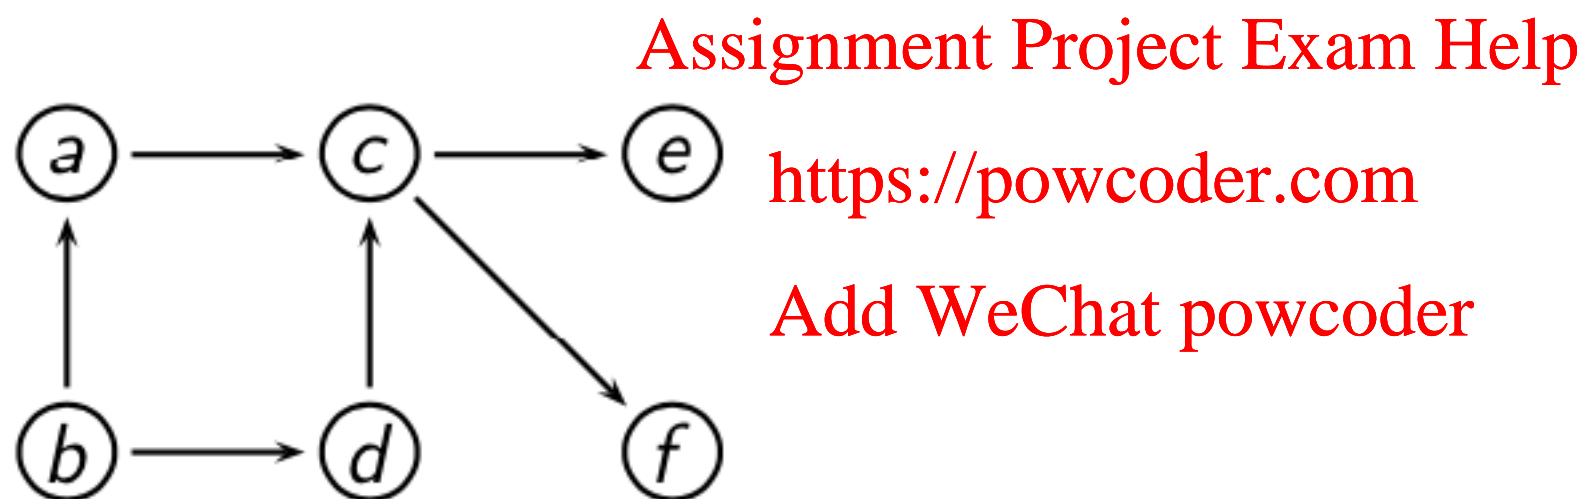 Assignment Project Exam Help
a c e
https://powcoder.com
Add WeChat powcoder
b d f